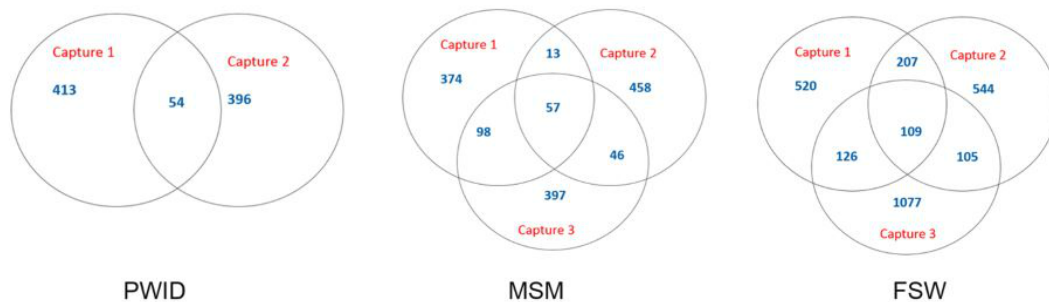 Capture 1
Capture 2
413
54
396
PWID
Capture 1
13
Capture 2
374
458
57
98
46
397
Capture 3
MSM
Capture 1
207
Capture 2
520
544
109
126
105
1077
Capture 3
FSW